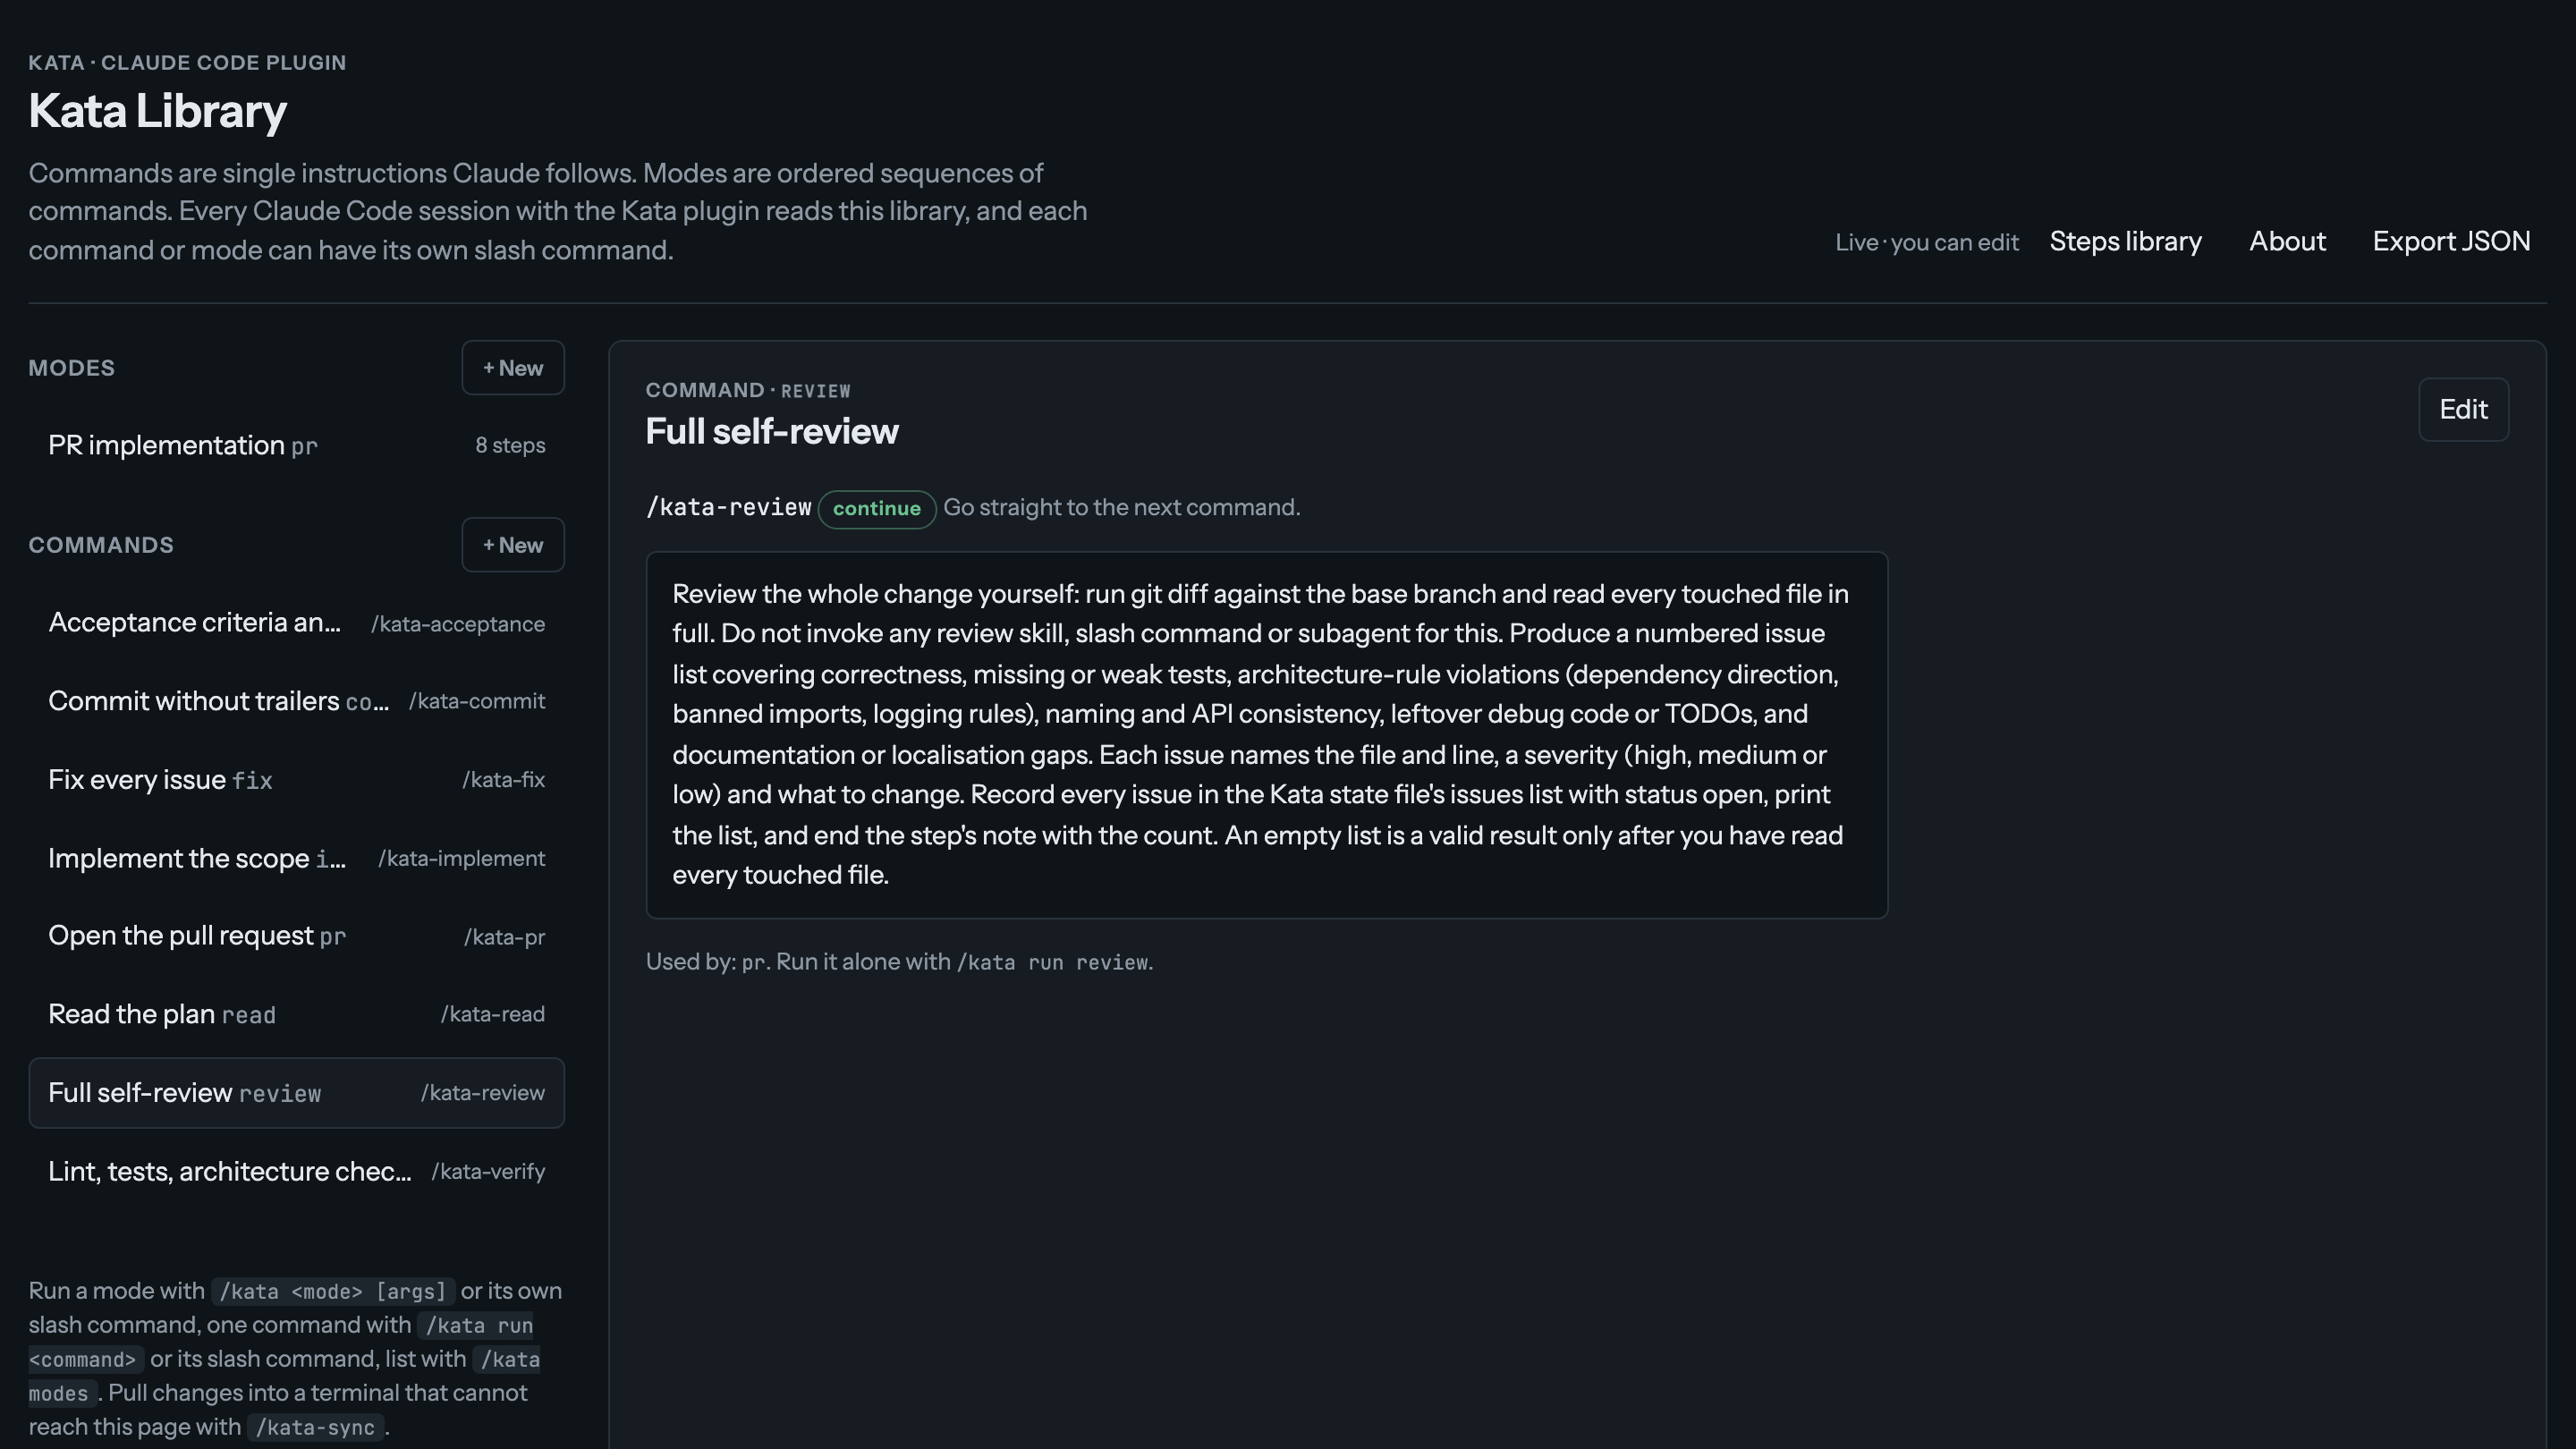 KATA · CLAUDE CODE PLUGIN
Kata Library
Commands are single instructions Claude follows. Modes are ordered sequences of
commands. Every Claude Code session with the Kata plugin reads this library, and each
command or mode can have its own slash command.
Live · you can edit
Steps library
About
Export JSON
MODES
+ New
PR implementation pr
8 steps
COMMANDS
+ New
Acceptance criteria an...
/kata-acceptance
Commit without trailers co...
/kata-commit
Fix every issue fix
/kata-fix
Implement the scope i...
/kata-implement
Open the pull request pr
/kata-pr
Read the plan read
/kata-read
Full self-review review
/kata-review
Lint, tests, architecture chec...
/kata-verify
Run a mode with /kata <mode> [args] or its own
slash command, one command with /kata run
<command> or its slash command, list with /kata
modes . Pull changes into a terminal that cannot
reach this page with /kata-sync .
COMMAND · REVIEW
Full self-review
Edit
/kata-review continue Go straight to the next command.
Review the whole change yourself: run git diff against the base branch and read every touched file in
full. Do not invoke any review skill, slash command or subagent for this. Produce a numbered issue
list covering correctness, missing or weak tests, architecture-rule violations (dependency direction,
banned imports, logging rules), naming and API consistency, leftover debug code or TODOs, and
documentation or localisation gaps. Each issue names the file and line, a severity (high, medium or
low) and what to change. Record every issue in the Kata state file's issues list with status open, print
the list, and end the step's note with the count. An empty list is a valid result only after you have read
every touched file.
Used by: pr. Run it alone with /kata run review.